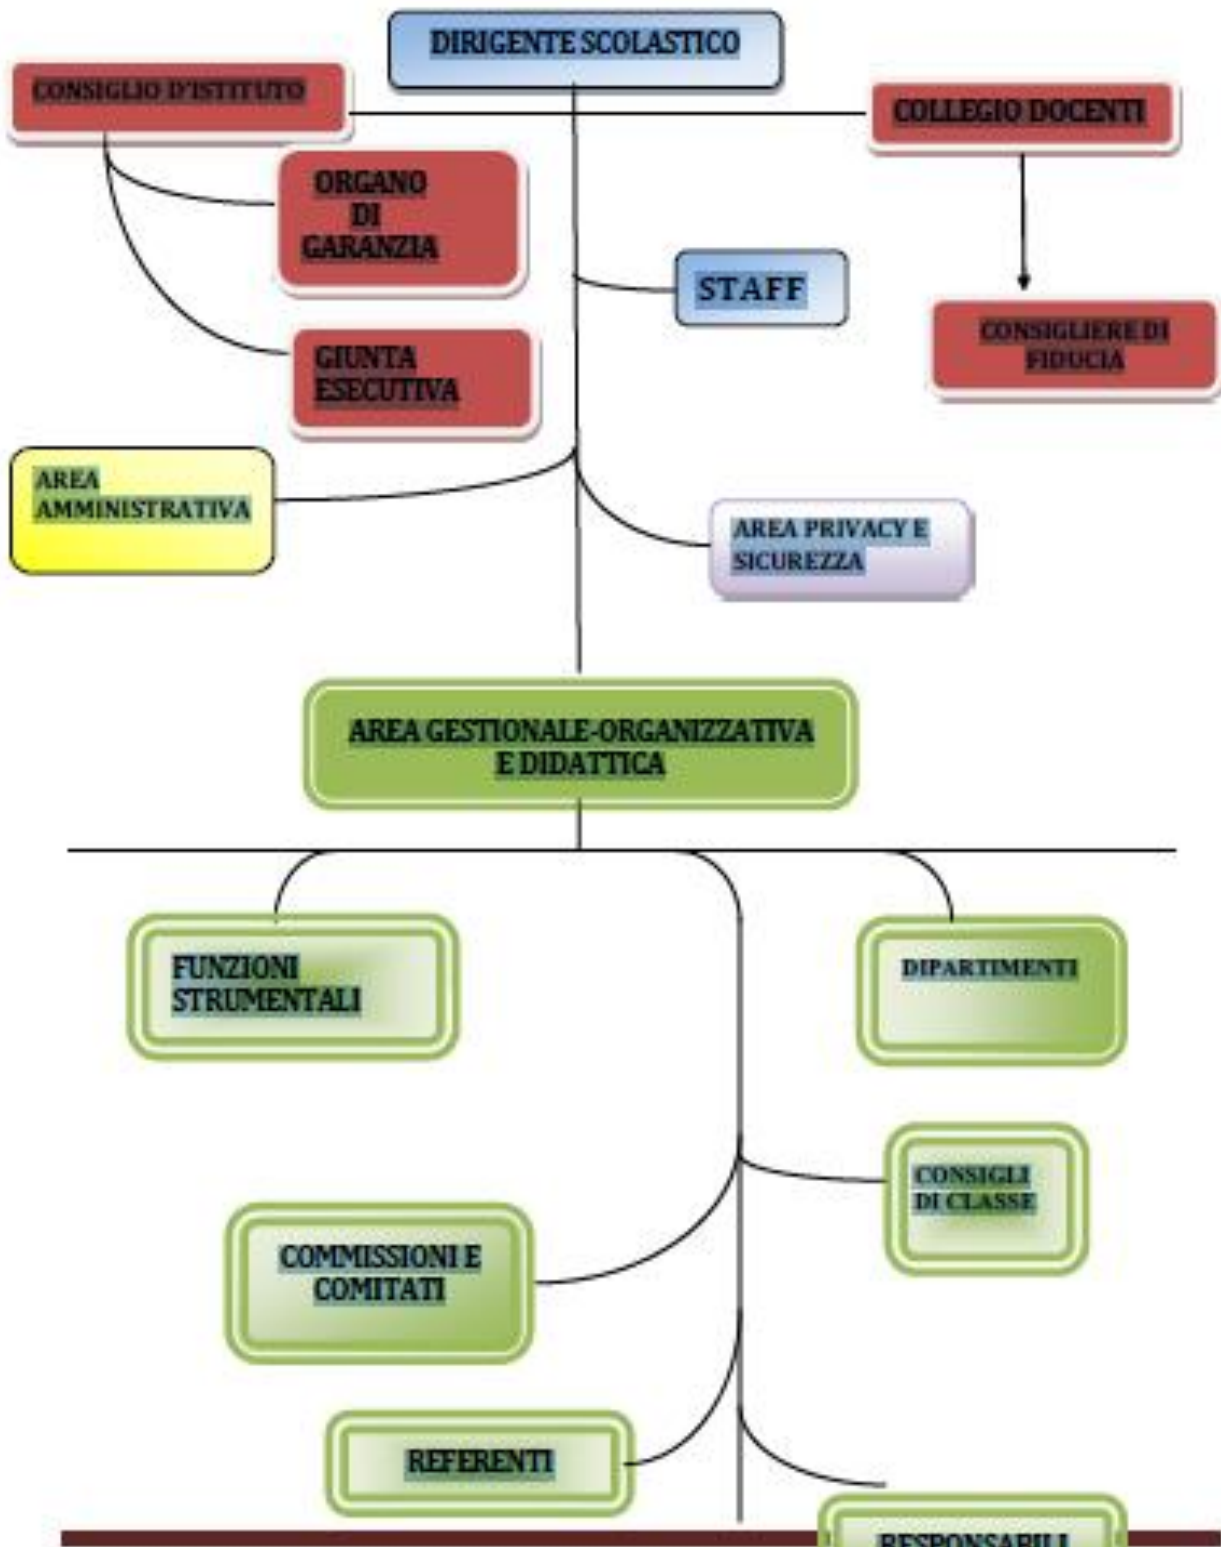 DIRIGENTE SCOLASTICO
CONSIGLIO D'ISTITUTO
COLLEGIO DOCENTI
ORGANO
DI
GARANZIA
STAFF
CONSIGLIERE DI
FIDUCIA
GIUNTA
ESECUTIVA
AREA
AMMINISTRATIVA
AREA PRIVACY E
SICUREZZA
AREA GESTIONALE-ORGANIZZATIVA
E DIDATTICA
FUNZIONI
STRUMENTALI
DIPARTIMENTI
CONSIGLI
DI CLASSE
COMMISSIONI E
COMITATI
REFERENTI
RESPONSABILI